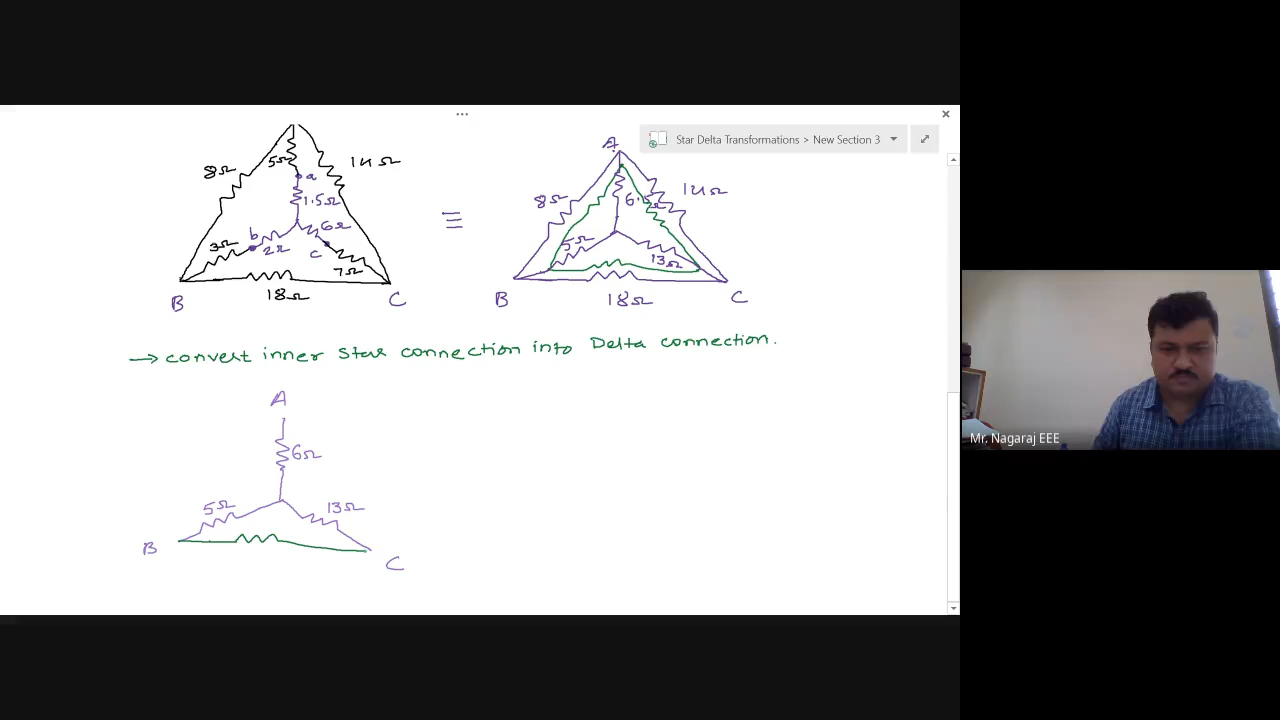 Star Delta Transformations > New Section 3
8Ω
5Ω
14Ω
a
1.5Ω
6Ω
b
3Ω
2Ω
c
7Ω
18Ω
B
C
≡
A
8Ω
14Ω
5Ω
13Ω
B
18Ω
C
→ convert inner star connection into Delta connection.
A
6Ω
5Ω
13Ω
B
C
Mr. Nagaraj EEE